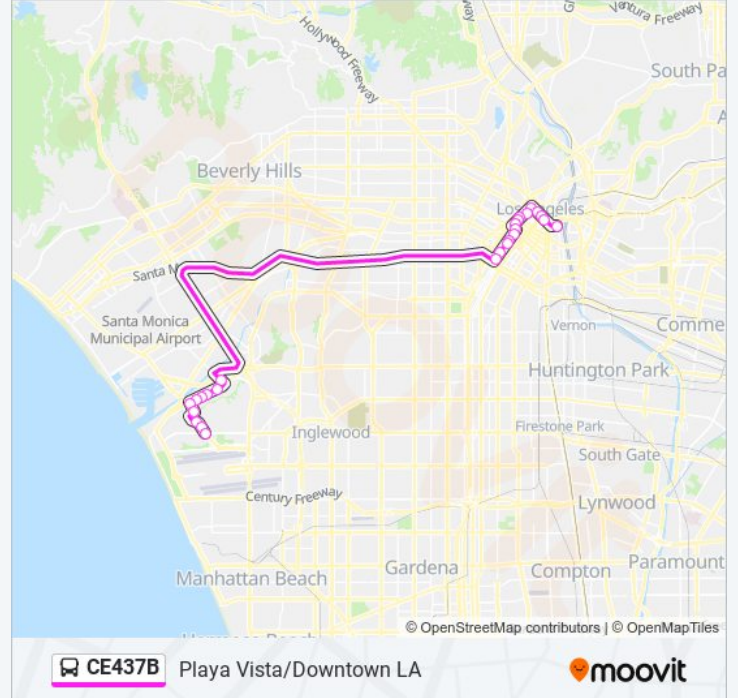 Ventura Freeway
Hollywood Freeway
South Pa
Beverly Hills
Los Angeles
Santa M
Santa Monica
Municipal Airport
Vernon
Comme
Huntington Park
Inglewood
Firestone Park
South Gate
Century Freeway
Lynwood
Gardena
Compton
Paramount
Manhattan Beach
© OpenStreetMap contributors | © OpenMapTiles
CE437B Playa Vista/Downtown LA moovit